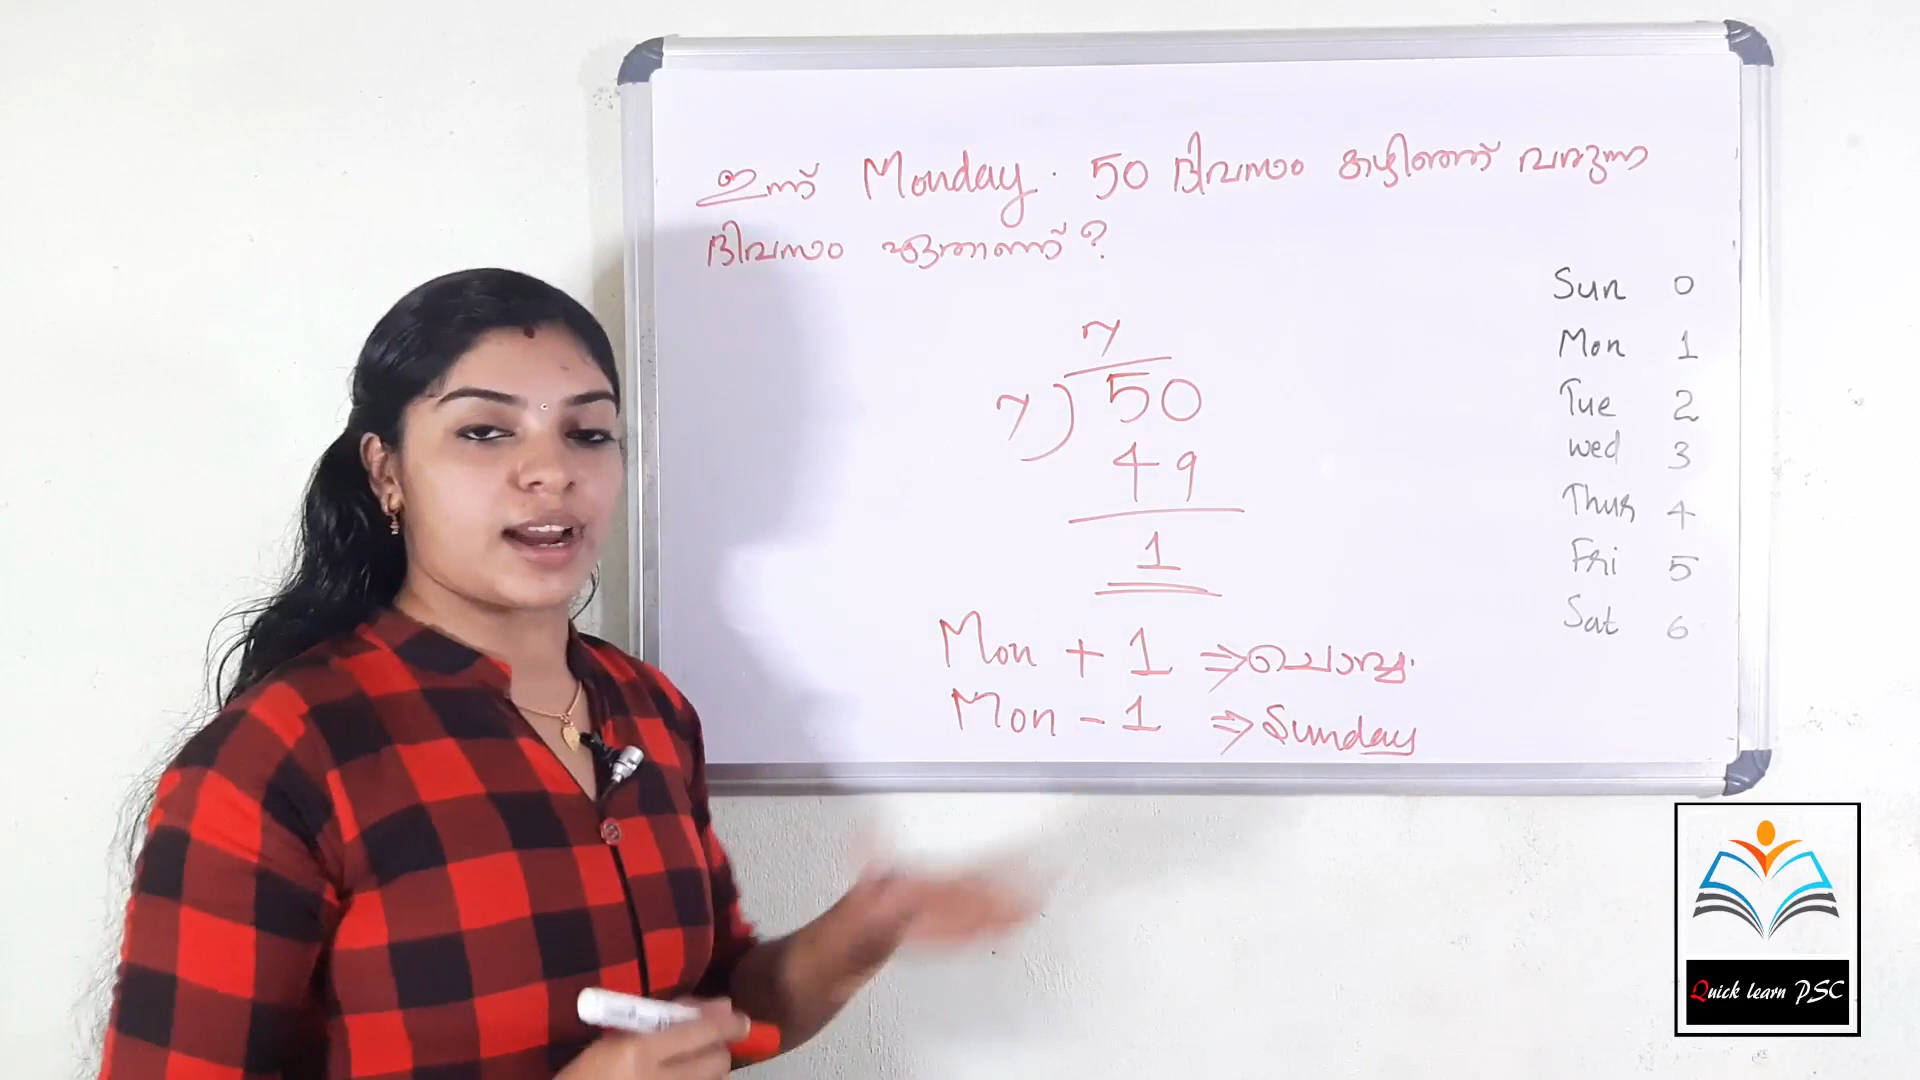 ഇന്ന് Monday. 50 ദിവസം കഴിഞ്ഞ് വരുന്ന
ദിവസം ഏതാണ്?
7
7) 50
49
1
Mon + 1 ⇒ ചൊവ്വ.
Mon - 1 ⇒ Sunday
Sun 0
Mon 1
Tue 2
Wed 3
Thur 4
Fri 5
Sat 6
Quick learn PSC